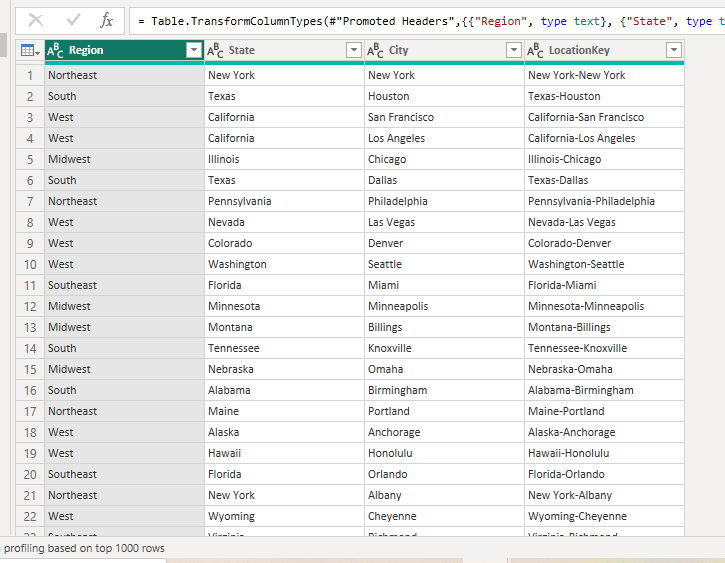 = Table.TransformColumnTypes(#"Promoted Headers",{{"Region", type text}, {"State", type t
Region State City LocationKey
1 Northeast New York New York New York-New York
2 South Texas Houston Texas-Houston
3 West California San Francisco California-San Francisco
4 West California Los Angeles California-Los Angeles
5 Midwest Illinois Chicago Illinois-Chicago
6 South Texas Dallas Texas-Dallas
7 Northeast Pennsylvania Philadelphia Pennsylvania-Philadelphia
8 West Nevada Las Vegas Nevada-Las Vegas
9 West Colorado Denver Colorado-Denver
10 West Washington Seattle Washington-Seattle
11 Southeast Florida Miami Florida-Miami
12 Midwest Minnesota Minneapolis Minnesota-Minneapolis
13 Midwest Montana Billings Montana-Billings
14 South Tennessee Knoxville Tennessee-Knoxville
15 Midwest Nebraska Omaha Nebraska-Omaha
16 South Alabama Birmingham Alabama-Birmingham
17 Northeast Maine Portland Maine-Portland
18 West Alaska Anchorage Alaska-Anchorage
19 West Hawaii Honolulu Hawaii-Honolulu
20 Southeast Florida Orlando Florida-Orlando
21 Northeast New York Albany New York-Albany
22 West Wyoming Cheyenne Wyoming-Cheyenne
23 Southeast Virginia Richmond Virginia-Richmond
profiling based on top 1000 rows